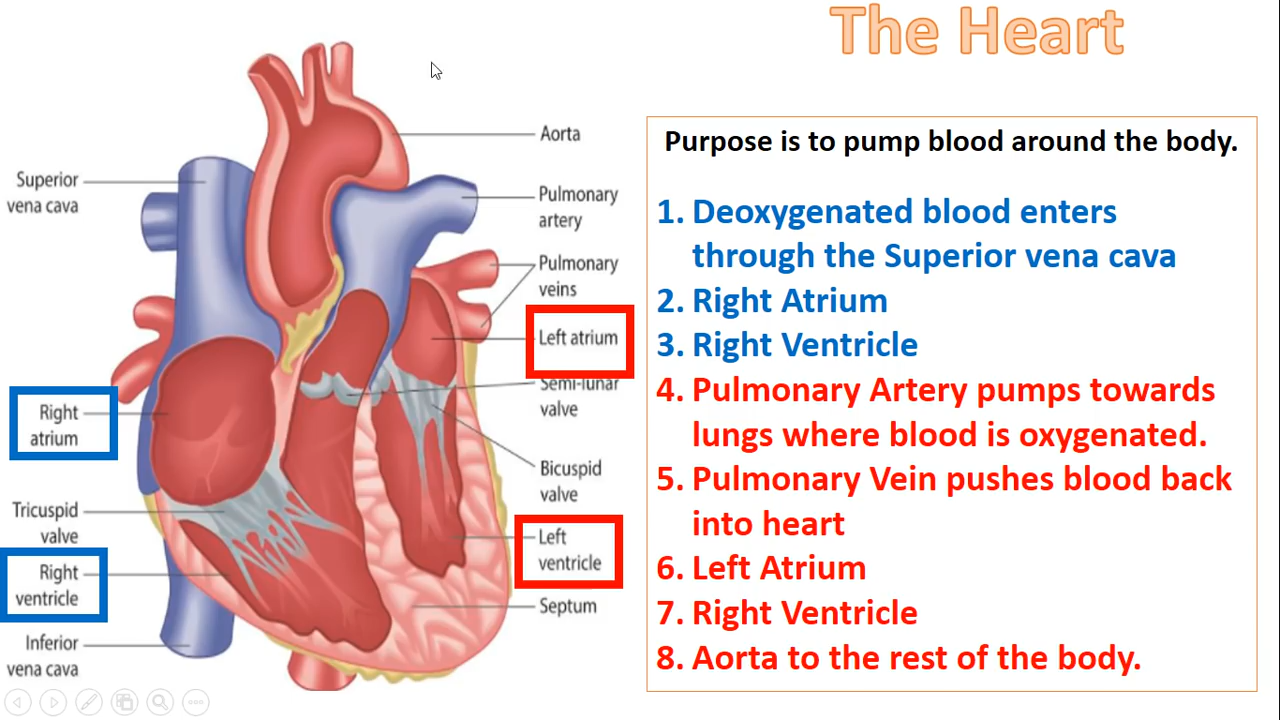 The Heart
Superior
vena cava
Right
atrium
Tricuspid
valve
Right
ventricle
Inferior
vena cava
Aorta
Pulmonary
artery
Pulmonary
veins
Left atrium
Semi-lunar
valve
Bicuspid
valve
Left
ventricle
Septum
Purpose is to pump blood around the body.
1. Deoxygenated blood enters
through the Superior vena cava
2. Right Atrium
3. Right Ventricle
4. Pulmonary Artery pumps towards
lungs where blood is oxygenated.
5. Pulmonary Vein pushes blood back
into heart
6. Left Atrium
7. Right Ventricle
8. Aorta to the rest of the body.